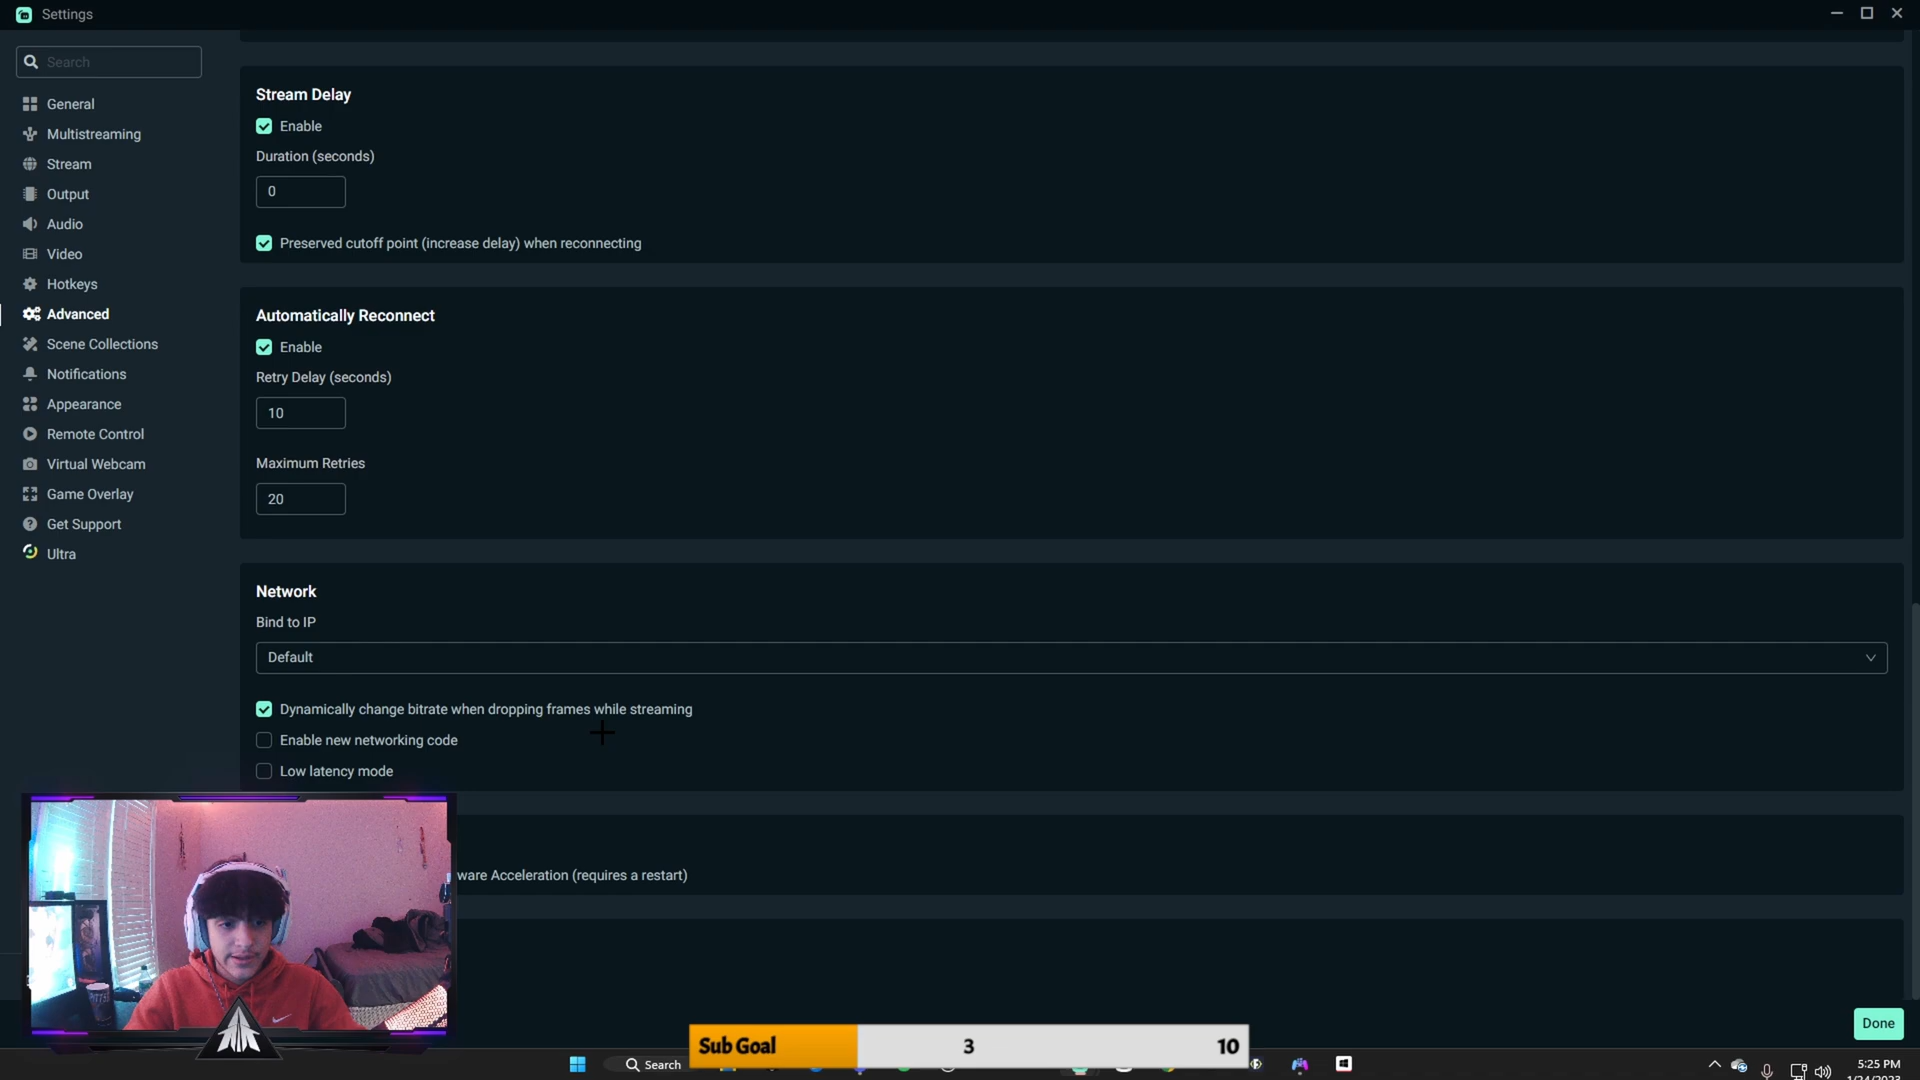 Settings
Search
General
Multistreaming
Stream
Output
Audio
Video
Hotkeys
Advanced
Scene Collections
Notifications
Appearance
Remote Control
Virtual Webcam
Game Overlay
Get Support
Ultra
Stream Delay
Enable
Duration (seconds)
0
Preserved cutoff point (increase delay) when reconnecting
Automatically Reconnect
Enable
Retry Delay (seconds)
10
Maximum Retries
20
Network
Bind to IP
Default
Dynamically change bitrate when dropping frames while streaming
Enable new networking code
Low latency mode
ware Acceleration (requires a restart)
Done
Sub Goal 3 10
Search
5:25 PM